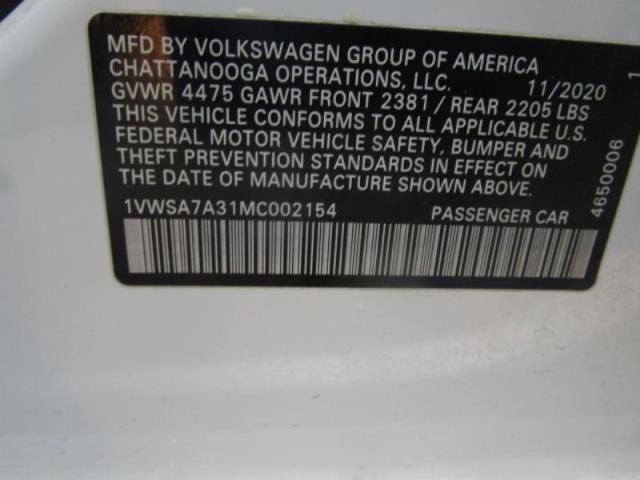 MFD BY VOLKSWAGEN GROUP OF AMERICA
CHATTANOOGA OPERATIONS, LLC. 11/2020
GVWR 4475 GAWR FRONT 2381 / REAR 2205 LBS
THIS VEHICLE CONFORMS TO ALL APPLICABLE U.S.
FEDERAL MOTOR VEHICLE SAFETY, BUMPER AND
THEFT PREVENTION STANDARDS IN EFFECT ON
THE DATE OF MANUFACTURE SHOWN ABOVE.
1VWSA7A31MC002154 PASSENGER CAR
4650006
1